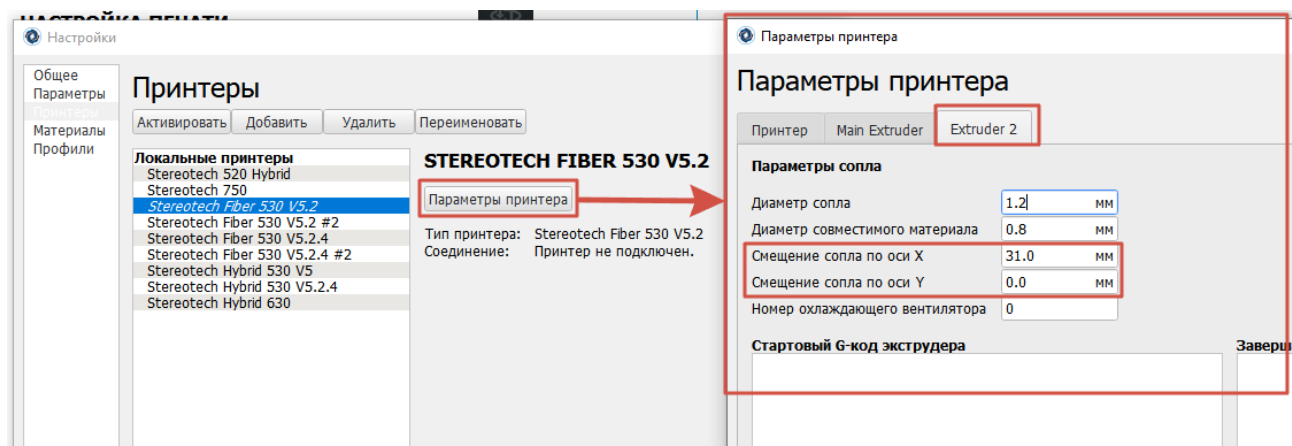 НАСТРОЙКА ПЕЧАТИ
Настройки
Общее
Параметры
Принтеры
Материалы
Профили
Принтеры
Активировать
Добавить
Удалить
Переименовать
Локальные принтеры
Stereotech 520 Hybrid
Stereotech 750
Stereotech Fiber 530 V5.2
Stereotech Fiber 530 V5.2 #2
Stereotech Fiber 530 V5.2.4
Stereotech Fiber 530 V5.2.4 #2
Stereotech Hybrid 530 V5
Stereotech Hybrid 530 V5.2.4
Stereotech Hybrid 630
STEREOTECH FIBER 530 V5.2
Параметры принтера
Тип принтера: Stereotech Fiber 530 V5.2
Соединение: Принтер не подключен.
Параметры принтера
Параметры принтера
Принтер
Main Extruder
Extruder 2
Параметры сопла
Диаметр сопла 1.2 мм
Диаметр совместимого материала 0.8 мм
Смещение сопла по оси X 31.0 мм
Смещение сопла по оси Y 0.0 мм
Номер охлаждающего вентилятора 0
Стартовый G-код экструдера
Заверш